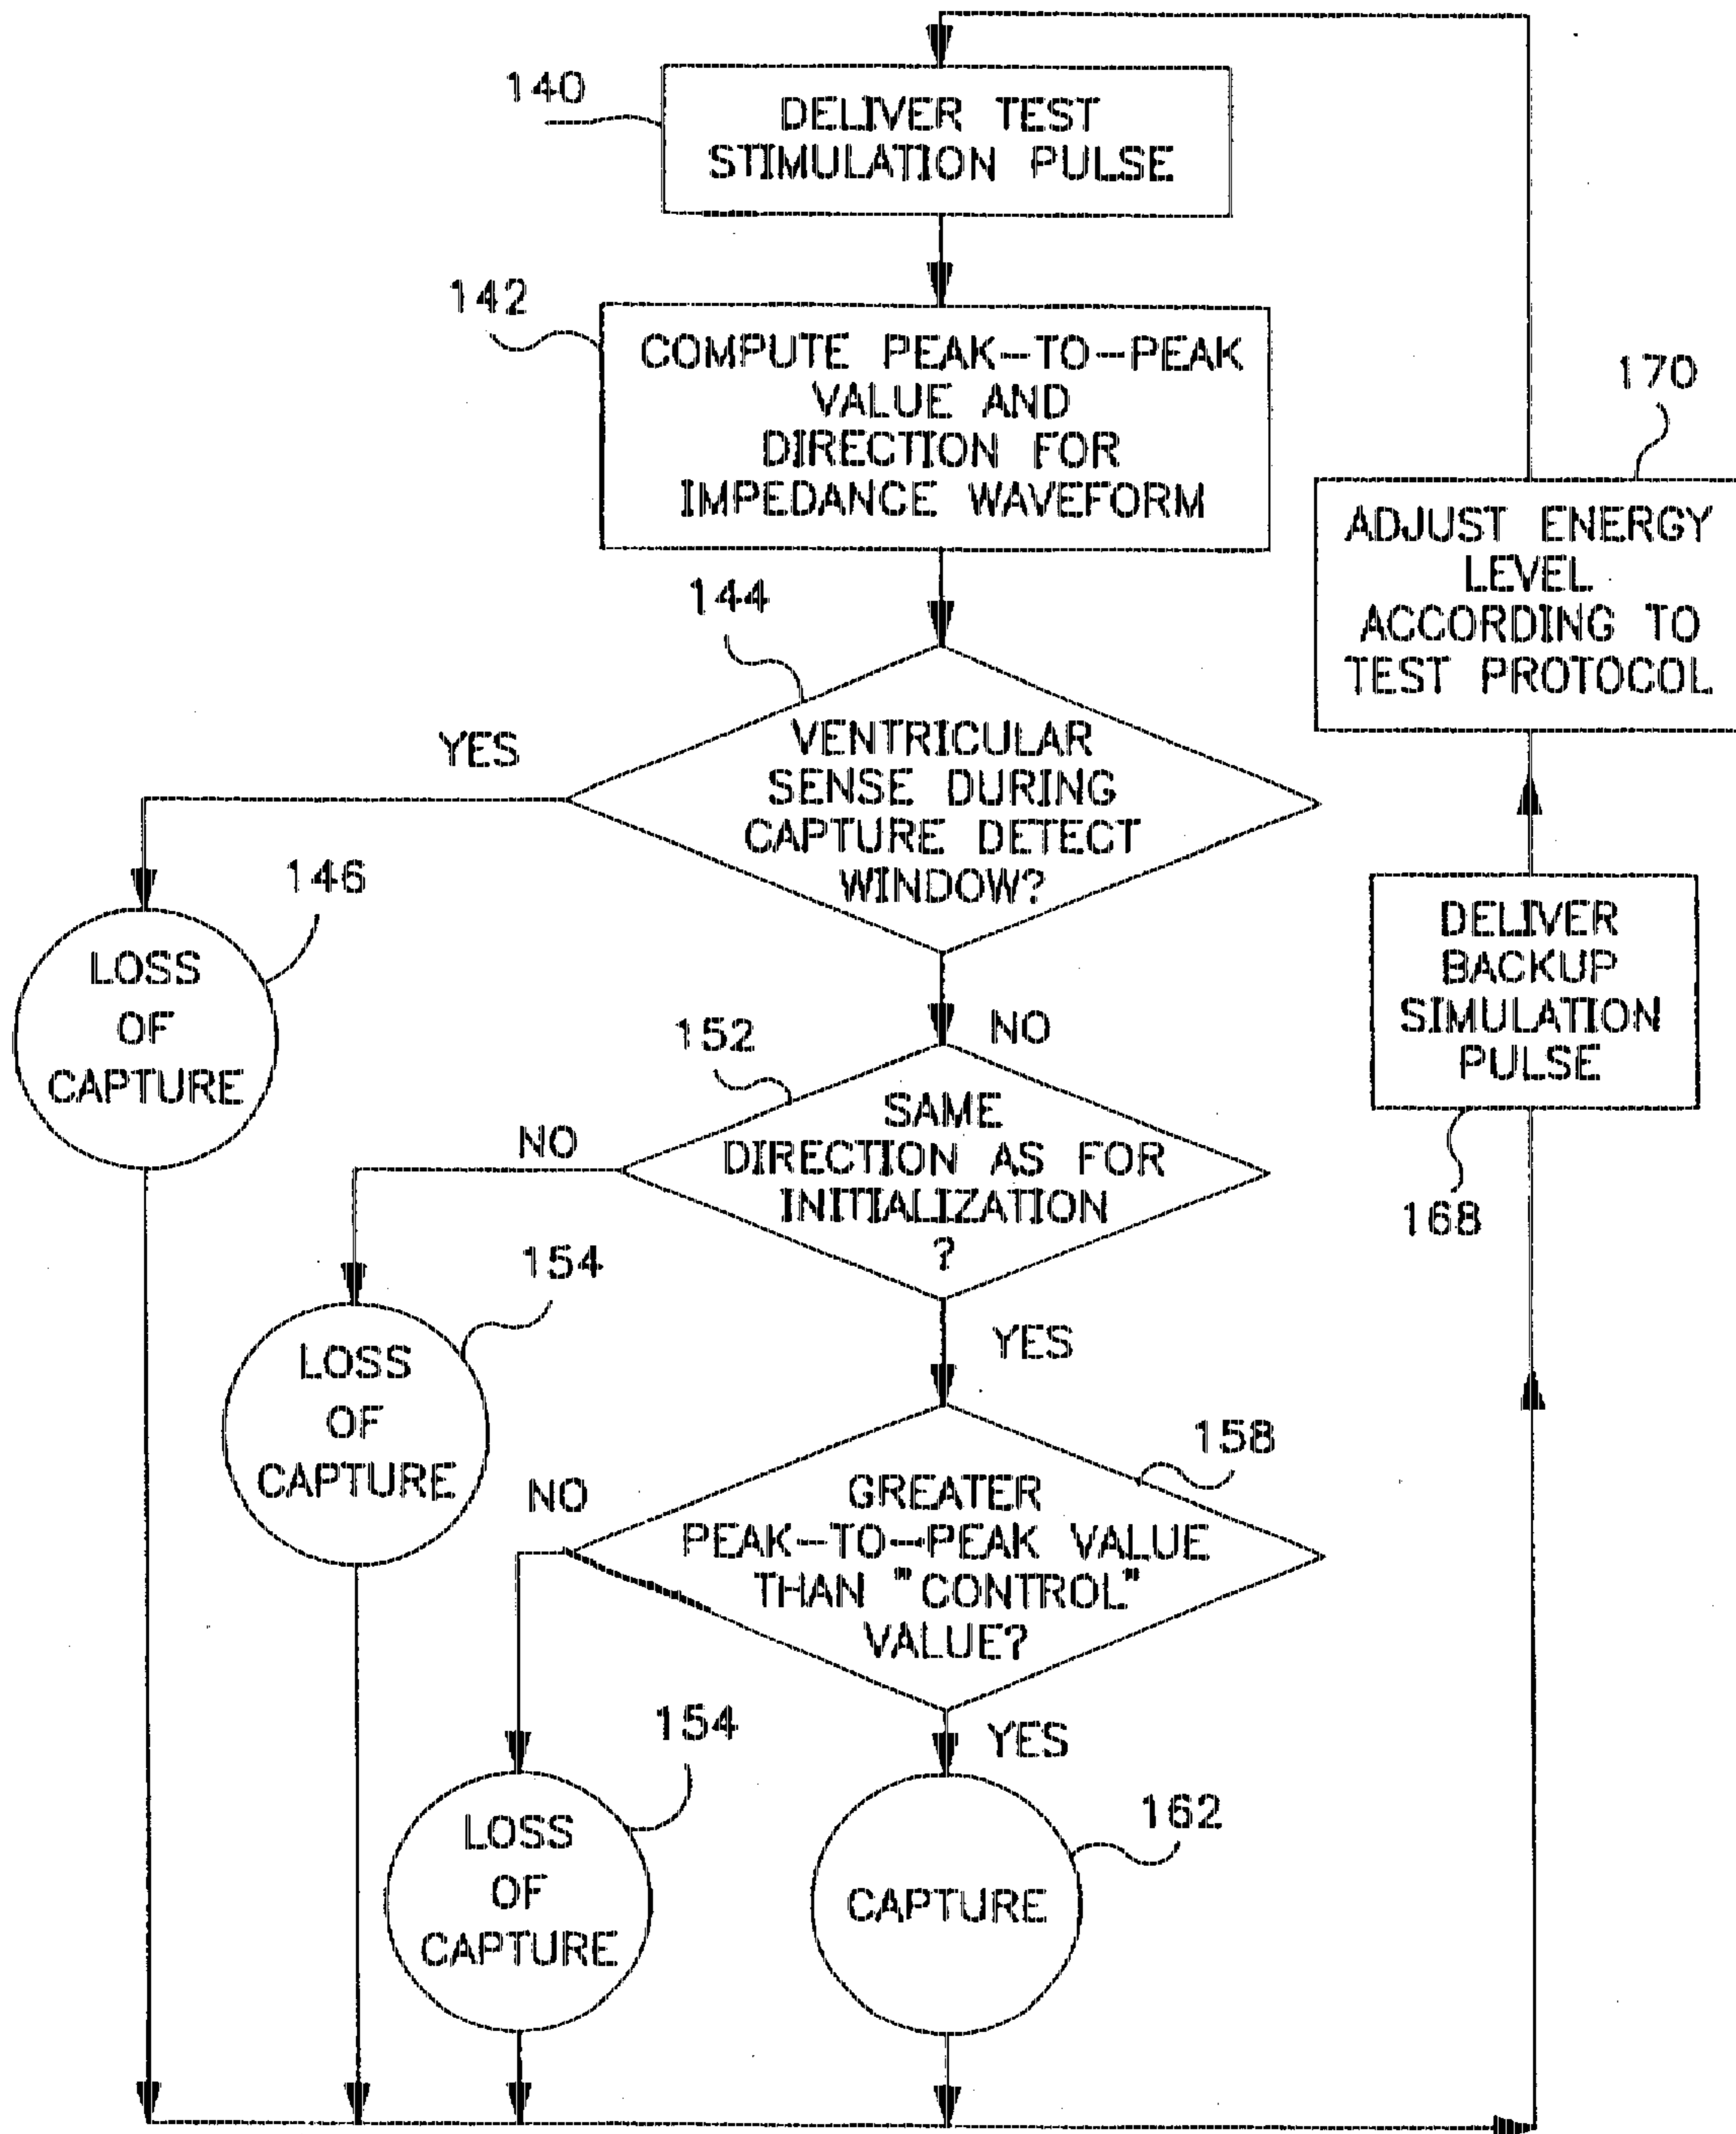 140
DELIVER TEST
STIMULATION PULSE
142
COMPUTE PEAK-TO-PEAK
VALUE AND
DIRECTION FOR
IMPEDANCE WAVEFORM
144
VENTRICULAR
SENSE DURING
CAPTURE DETECT
WINDOW?
YES
146
LOSS
OF
CAPTURE
NO
152
SAME
DIRECTION AS FOR
INITIALIZATION
?
NO
154
LOSS
OF
CAPTURE
YES
158
GREATER
PEAK-TO-PEAK VALUE
THAN "CONTROL"
VALUE?
NO
154
LOSS
OF
CAPTURE
YES
162
CAPTURE
170
ADJUST ENERGY
LEVEL
ACCORDING TO
TEST PROTOCOL
DELIVER
BACKUP
SIMULATION
PULSE
168